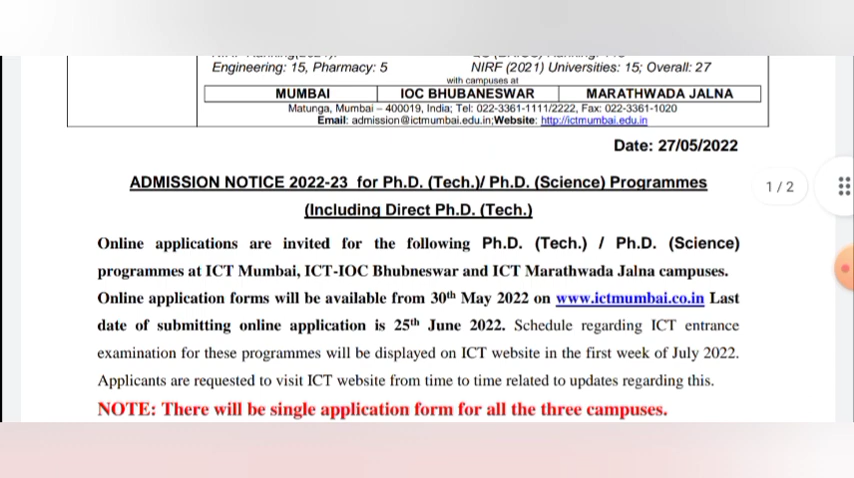 Engineering: 15, Pharmacy: 5 NIRF (2021) Universities: 15; Overall: 27
with campuses at
MUMBAI IOC BHUBANESWAR MARATHWADA JALNA
Matunga, Mumbai – 400019, India; Tel: 022-3361-1111/2222, Fax: 022-3361-1020
Email: admission@ictmumbai.edu.in;Website: http://ictmumbai.edu.in
Date: 27/05/2022
ADMISSION NOTICE 2022-23 for Ph.D. (Tech.)/ Ph.D. (Science) Programmes
1 / 2
(Including Direct Ph.D. (Tech.)
Online applications are invited for the following Ph.D. (Tech.) / Ph.D. (Science)
programmes at ICT Mumbai, ICT-IOC Bhubneswar and ICT Marathwada Jalna campuses.
Online application forms will be available from 30th May 2022 on www.ictmumbai.co.in Last
date of submitting online application is 25th June 2022. Schedule regarding ICT entrance
examination for these programmes will be displayed on ICT website in the first week of July 2022.
Applicants are requested to visit ICT website from time to time related to updates regarding this.
NOTE: There will be single application form for all the three campuses.